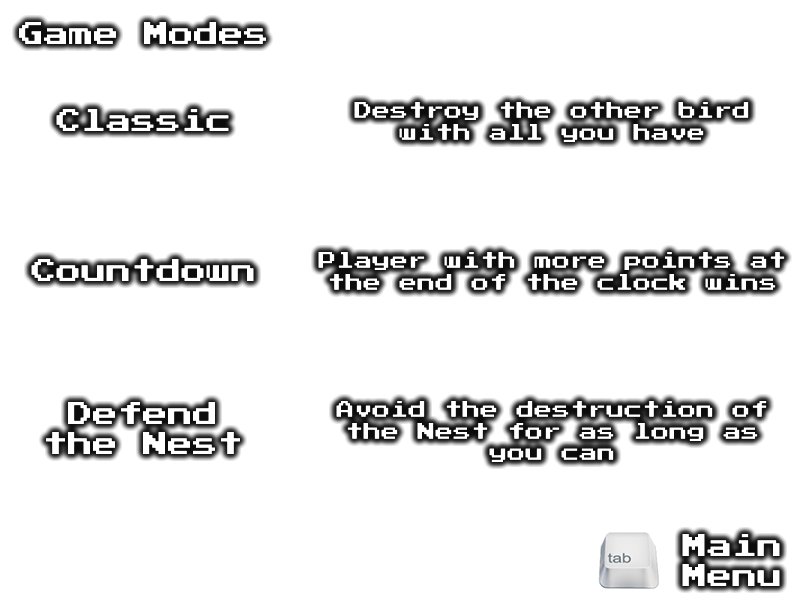 Game Modes
Classic
Destroy the other bird
with all you have
Countdown
Player with more points at
the end of the clock wins
Defend
the Nest
Avoid the destruction of
the Nest for as long as
you can
tab
Main
Menu